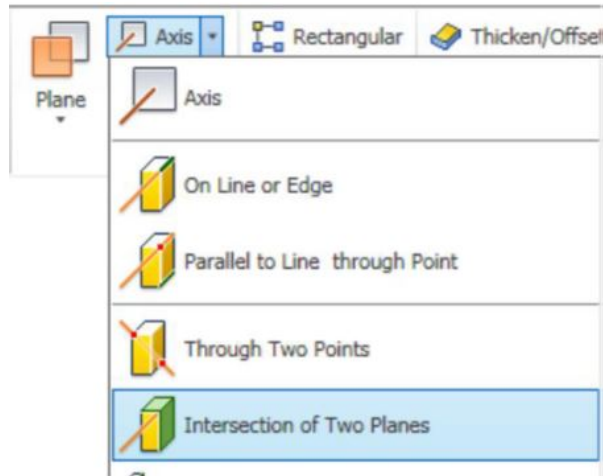 Axis
Rectangular
Thicken/Offset
Plane
Axis
On Line or Edge
Parallel to Line through Point
Through Two Points
Intersection of Two Planes